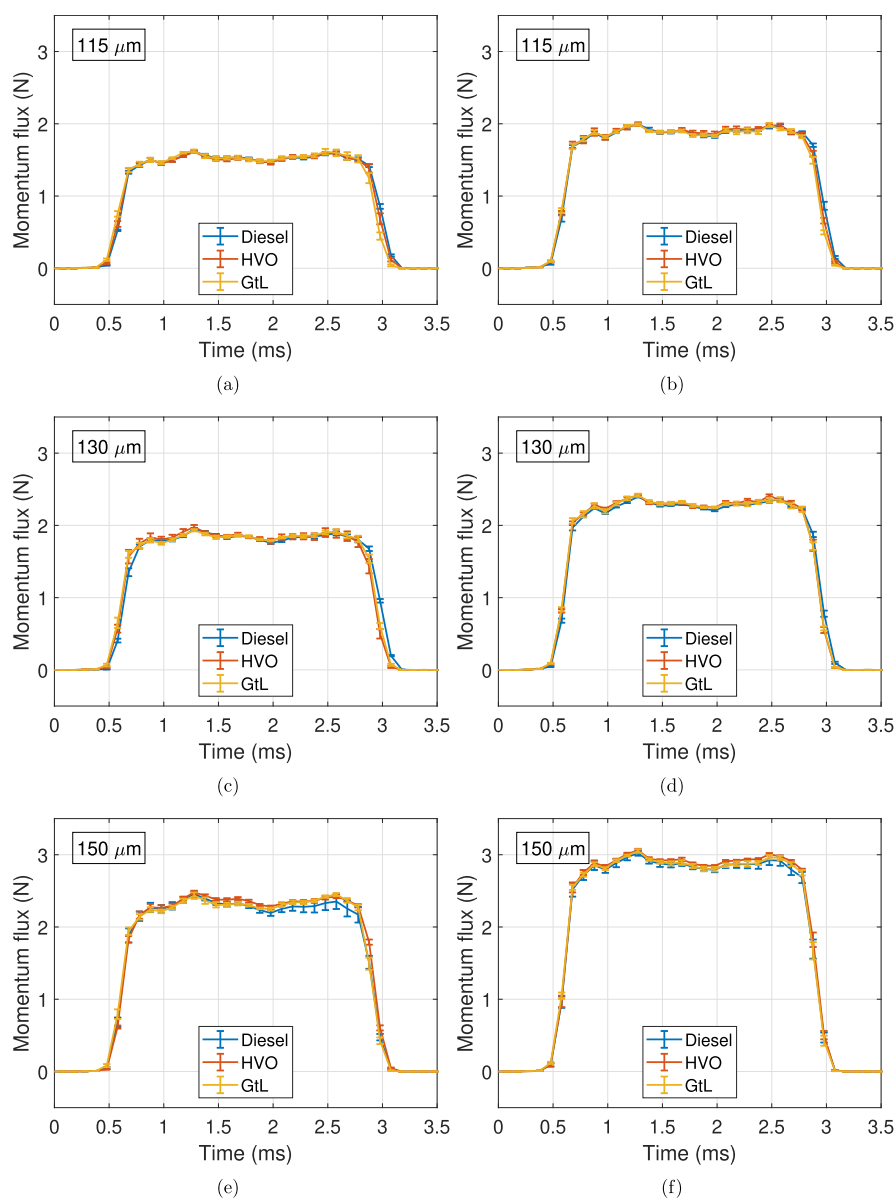 115 μm
Momentum flux (N)
3
2
1
0
Diesel
HVO
GtL
0 0.5 1 1.5 2 2.5 3 3.5
Time (ms)
(a)
115 μm
Momentum flux (N)
3
2
1
0
Diesel
HVO
GtL
0 0.5 1 1.5 2 2.5 3 3.5
Time (ms)
(b)
130 μm
Momentum flux (N)
3
2
1
0
Diesel
HVO
GtL
0 0.5 1 1.5 2 2.5 3 3.5
Time (ms)
(c)
130 μm
Momentum flux (N)
3
2
1
0
Diesel
HVO
GtL
0 0.5 1 1.5 2 2.5 3 3.5
Time (ms)
(d)
150 μm
Momentum flux (N)
3
2
1
0
Diesel
HVO
GtL
0 0.5 1 1.5 2 2.5 3 3.5
Time (ms)
(e)
150 μm
Momentum flux (N)
3
2
1
0
Diesel
HVO
GtL
0 0.5 1 1.5 2 2.5 3 3.5
Time (ms)
(f)